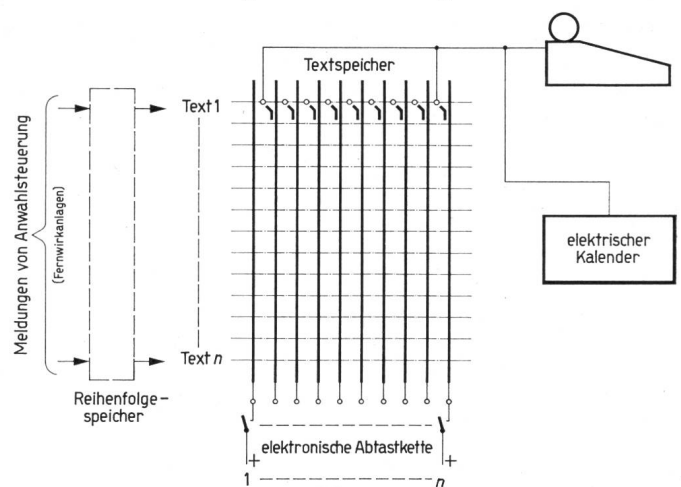 Meldungen von Anwahlsteuerung
(Fernwirkanlagen)
Reihenfolge-
speicher
Text 1
Text n
Textspeicher
elektrischer
Kalender
elektronische Abtastkette
+ +
1 n